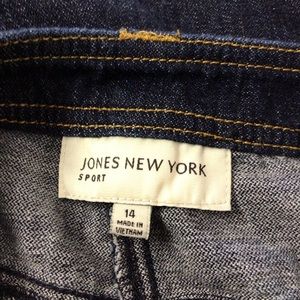 JONES NEW YORK
SPORT
14
MADE IN
VIETNAM